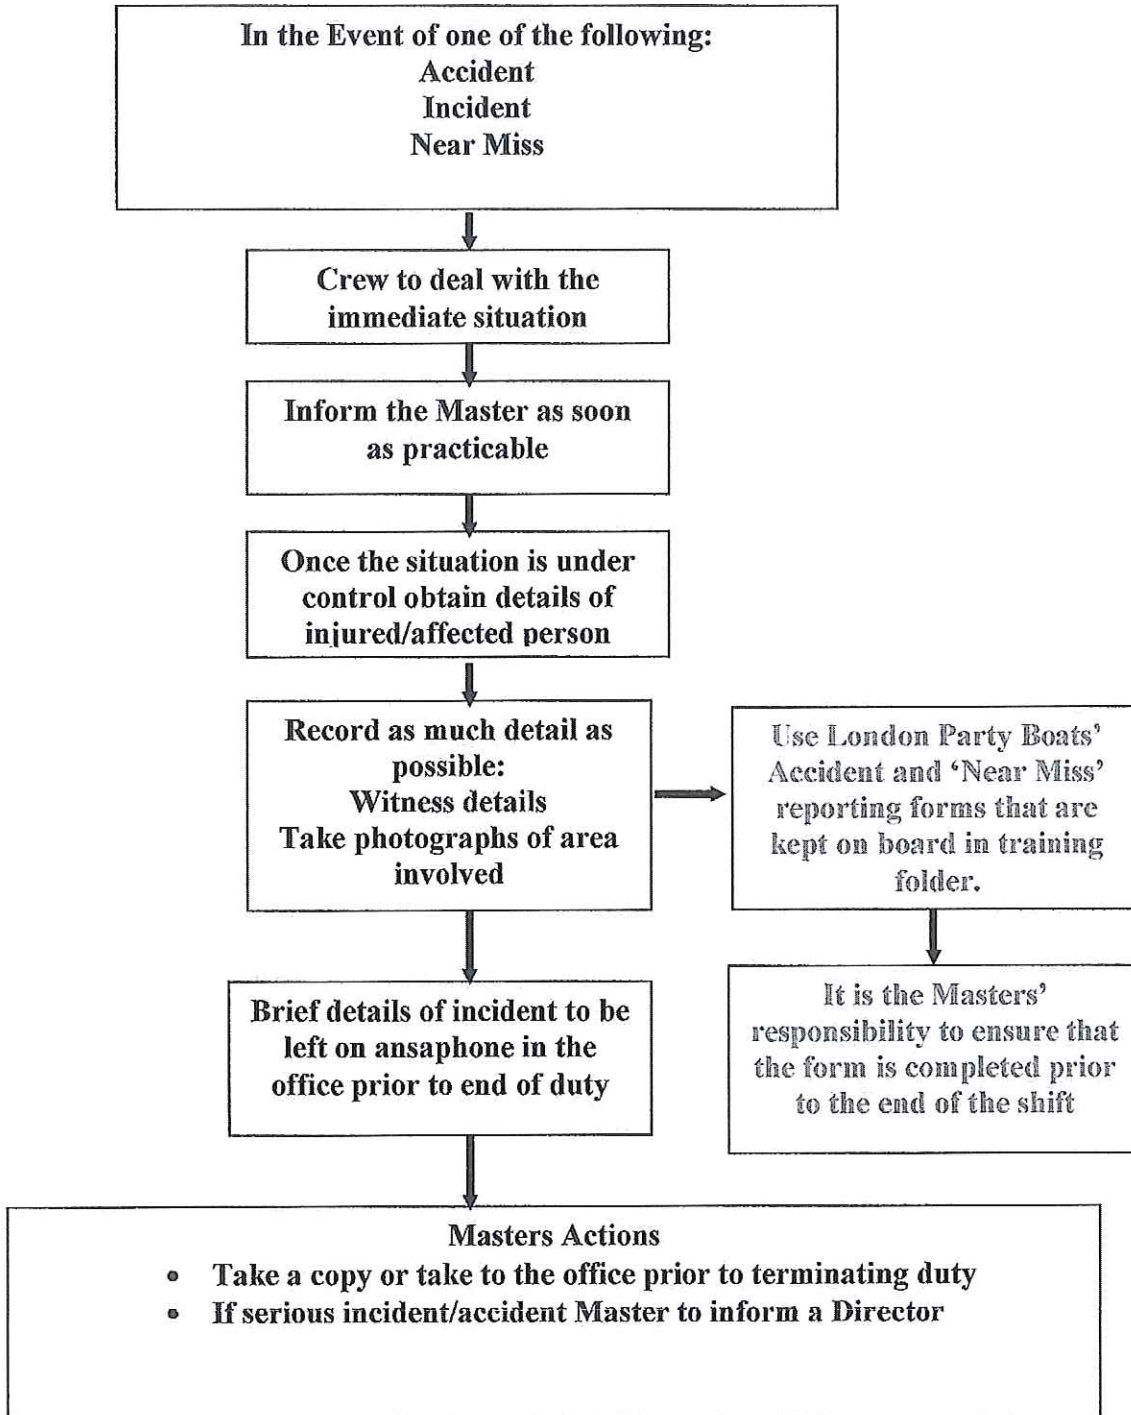 In the Event of one of the following:
Accident
Incident
Near Miss
Crew to deal with the
immediate situation
Inform the Master as soon
as practicable
Once the situation is under
control obtain details of
injured/affected person
Record as much detail as
possible:
Witness details
Take photographs of area
involved
Use London Party Boats’
Accident and ‘Near Miss’
reporting forms that are
kept on board in training
folder.
It is the Masters’
responsibility to ensure that
the form is completed prior
to the end of the shift
Brief details of incident to be
left on ansaphone in the
office prior to end of duty
Masters Actions
• Take a copy or take to the office prior to terminating duty
• If serious incident/accident Master to inform a Director